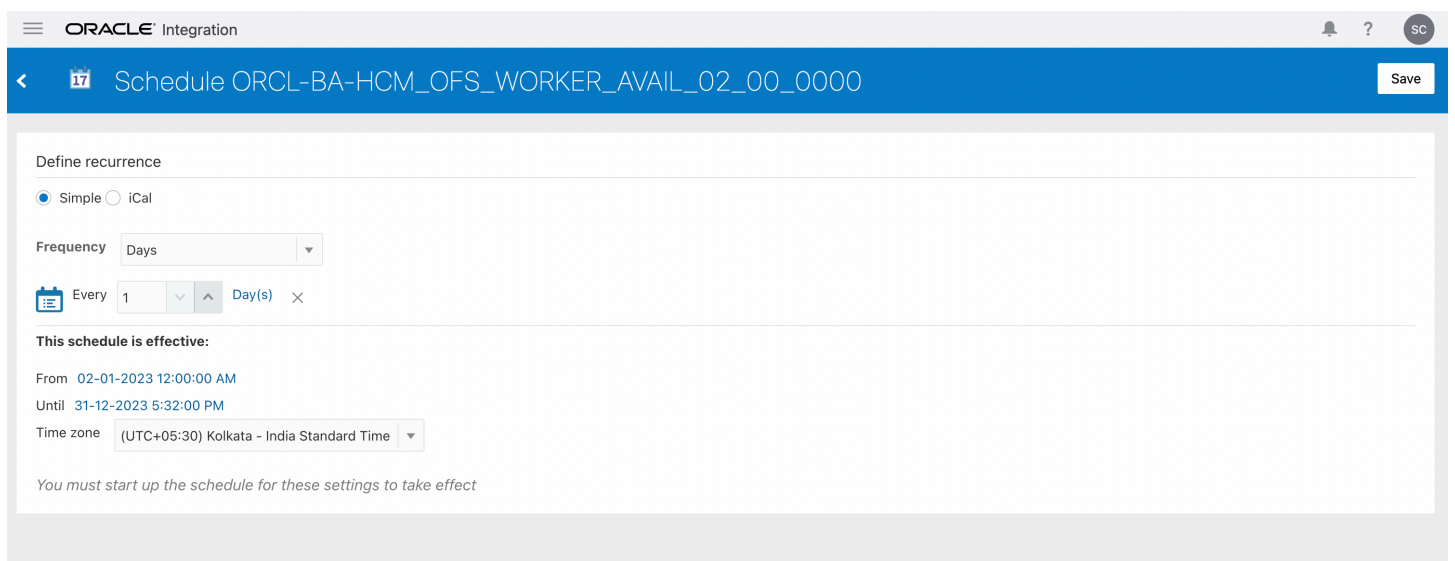 ORACLE Integration ? SC
17 Schedule ORCL-BA-HCM_OFS_WORKER_AVAIL_02_00_0000 Save
Define recurrence
Simple iCal
Frequency Days
Every 1 Day(s)
This schedule is effective:
From 02-01-2023 12:00:00 AM
Until 31-12-2023 5:32:00 PM
Time zone (UTC+05:30) Kolkata - India Standard Time
You must start up the schedule for these settings to take effect